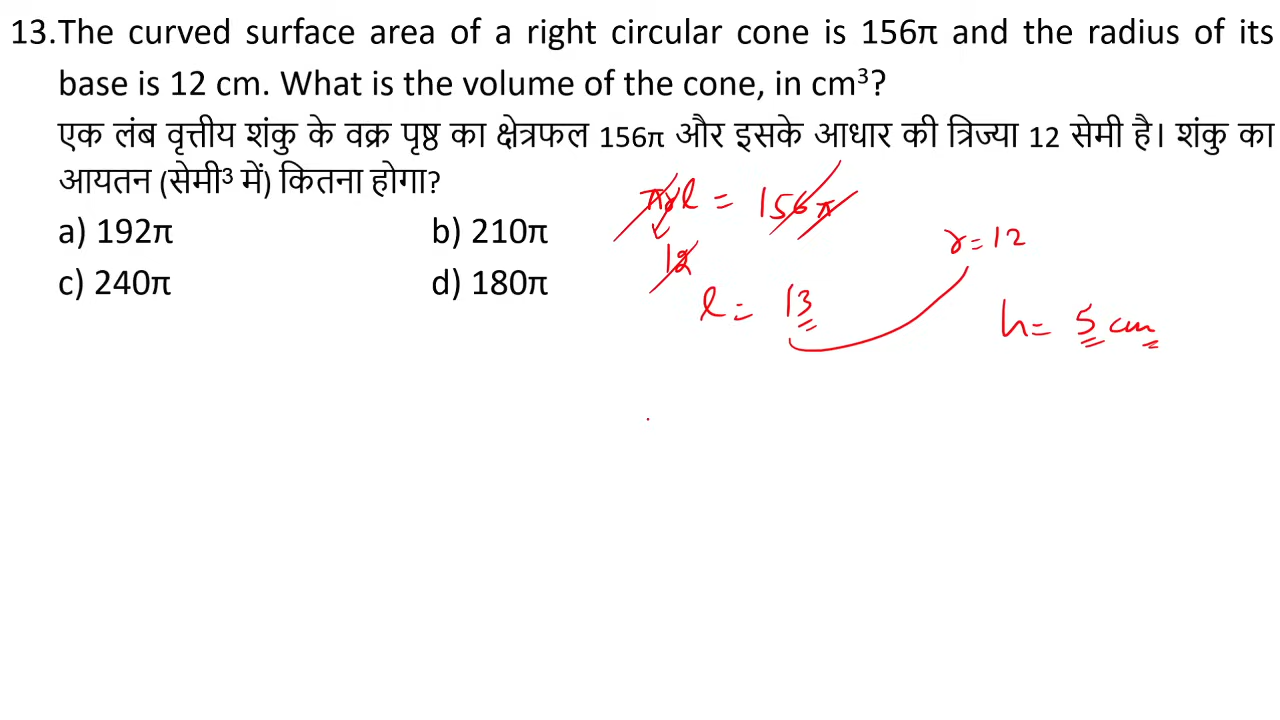 13.The curved surface area of a right circular cone is 156π and the radius of its
base is 12 cm. What is the volume of the cone, in cm³?
एक लंब वृत्तीय शंकु के वक्र पृष्ठ का क्षेत्रफल 156π और इसके आधार की त्रिज्या 12 सेमी है। शंकु का
आयतन (सेमी³ में) कितना होगा?
πrl = 156π
a) 192π b) 210π
12
r = 12
c) 240π d) 180π
l = 13
h = 5 cm